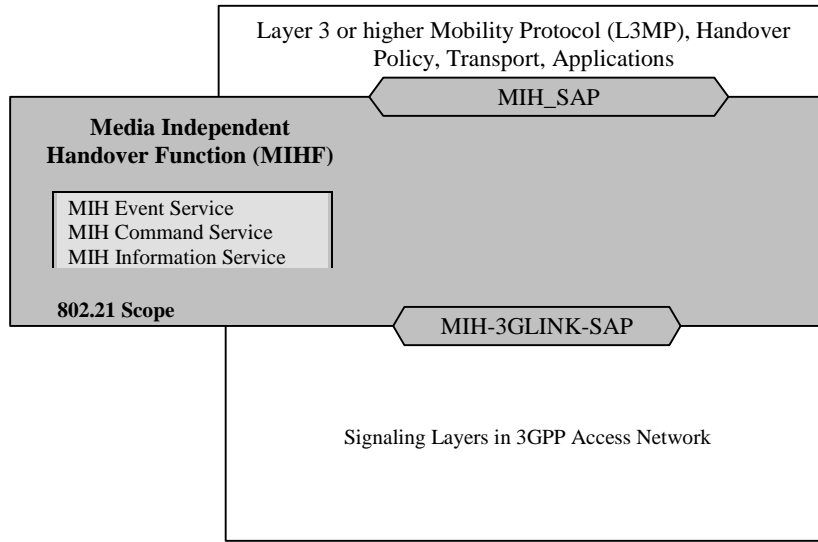 Layer 3 or higher Mobility Protocol (L3MP), Handover
Policy, Transport, Applications
MIH_SAP
Media Independent
Handover Function (MIHF)
MIH Event Service
MIH Command Service
MIH Information Service
802.21 Scope
MIH-3GLINK-SAP
Signaling Layers in 3GPP Access Network